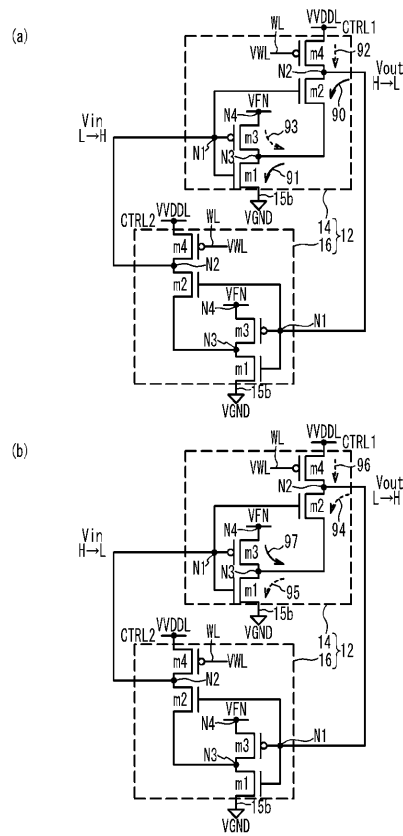 (a)
VVDDL
CTRL1
WL
VWL
m4
92
N2
Vout
H→L
m2
90
Vin
L→H
N4
VFN
N1
m3
93
N3
m1
91
15b
VGND
14
16
12
VVDDL
CTRL2
WL
m4
VWL
N2
m2
VFN
N4
m3
N1
N3
m1
15b
VGND
(b)
VVDDL
CTRL1
WL
VWL
m4
96
N2
Vout
L→H
m2
94
Vin
H→L
N4
VFN
N1
m3
97
N3
m1
95
15b
VGND
14
16
12
VVDDL
CTRL2
WL
m4
VWL
N2
m2
VFN
N4
m3
N1
N3
m1
15b
VGND